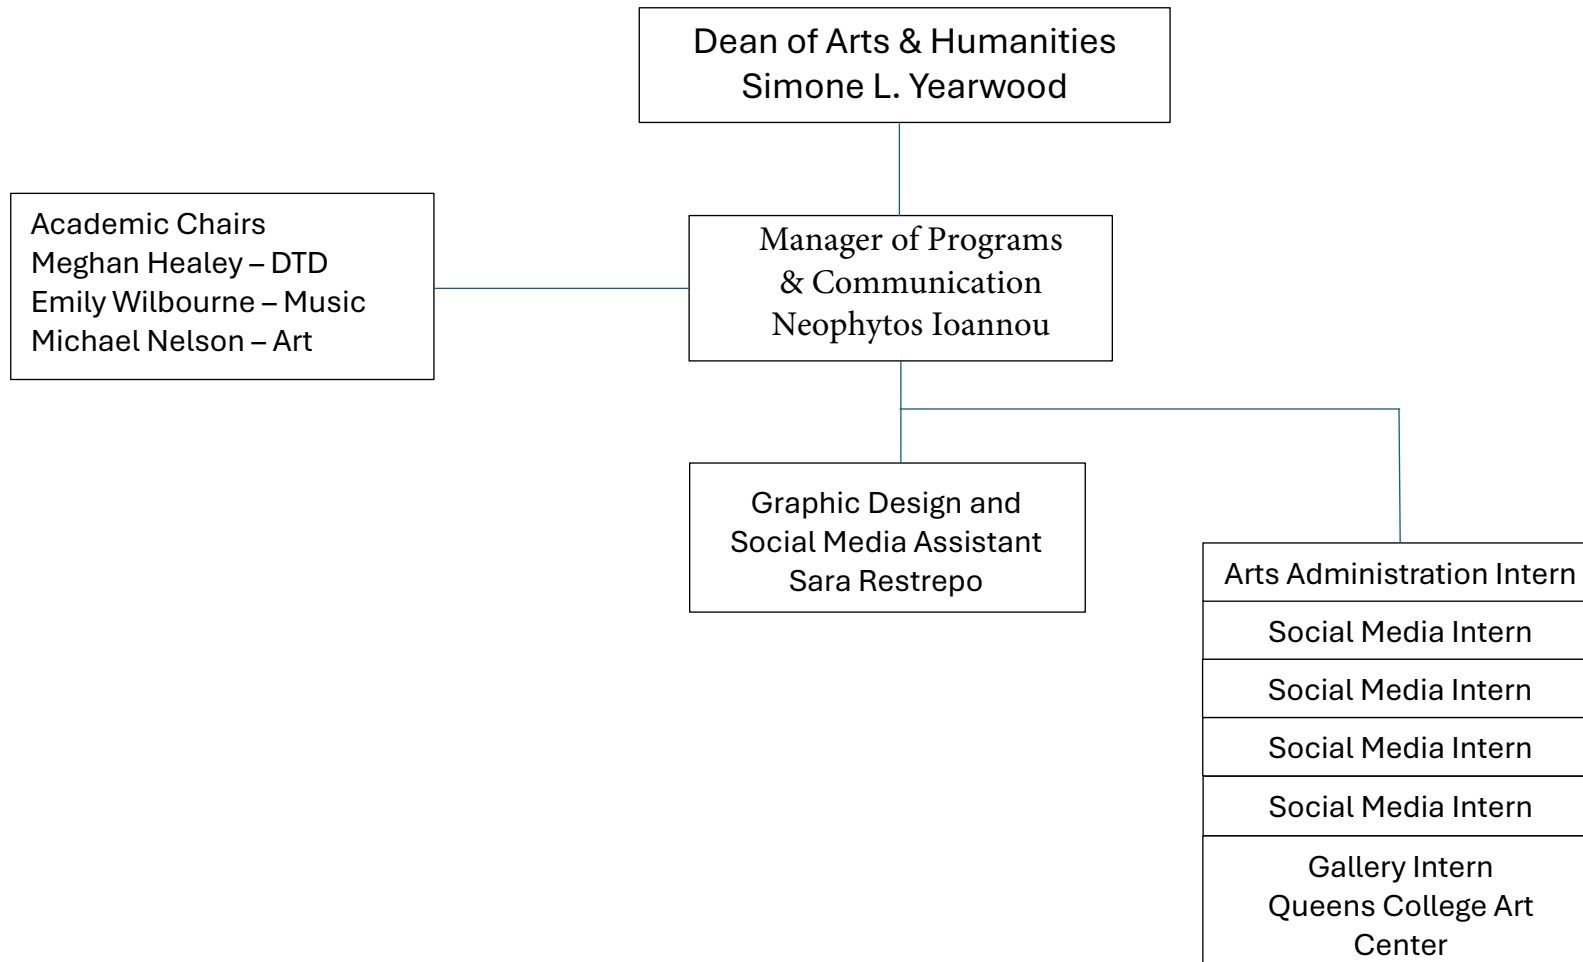 Dean of Arts & Humanities
Simone L. Yearwood
Academic Chairs
Meghan Healey – DTD
Emily Wilbourne – Music
Michael Nelson – Art
Manager of Programs
& Communication
Neophytos Ioannou
Graphic Design and
Social Media Assistant
Sara Restrepo
Arts Administration Intern
Social Media Intern
Social Media Intern
Social Media Intern
Social Media Intern
Gallery Intern
Queens College Art
Center